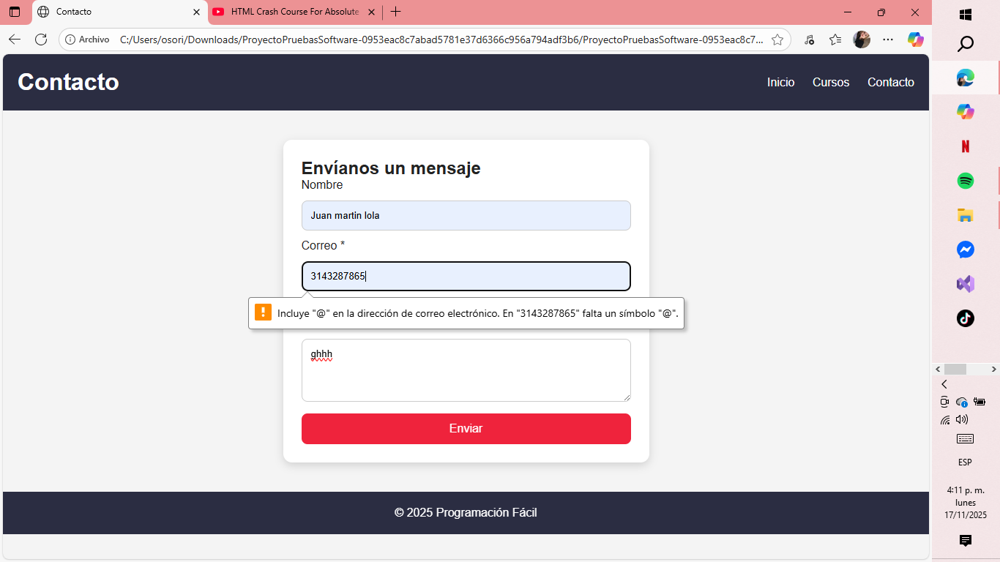 Contacto
HTML Crash Course For Absolute
Archivo
C:/Users/osori/Downloads/ProyectoPruebasSoftware-0953eac8c7abad5781e37d6366c956a794adf3b6/ProyectoPruebasSoftware-0953eac8c7...
Contacto
Inicio
Cursos
Contacto
Envíanos un mensaje
Nombre
Juan martin lola
Correo *
3143287865
Incluye "@" en la dirección de correo electrónico. En "3143287865" falta un símbolo "@".
ghhh
Enviar
© 2025 Programación Fácil
N
ESP
4:11 p. m.
lunes
17/11/2025